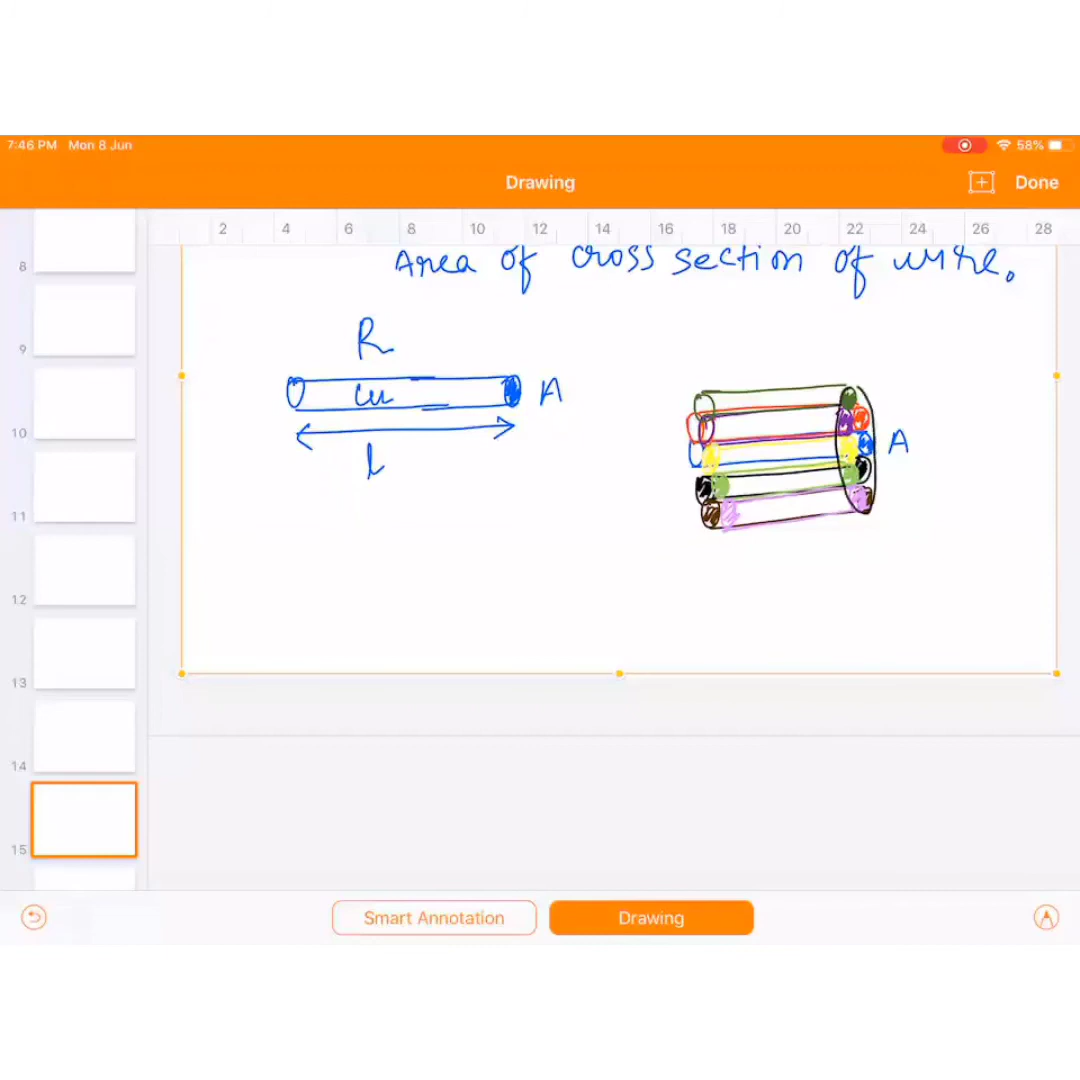 7:46 PM Mon 8 Jun
58%
Drawing
Done
2 4 6 8 10 12 14 16 18 20 22 24 26 28
8
9
10
11
12
13
14
15
Area of cross section of wire.
R
Cu
A
l
A
Smart Annotation
Drawing